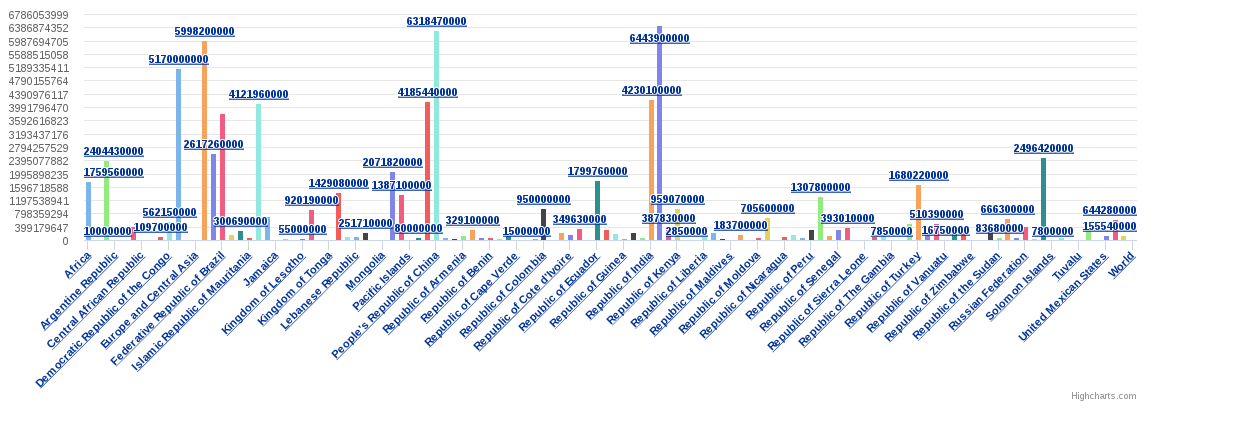 6786053999
6386874352
5987694705
5588515058
5189335411
4790155764
4390976117
3991796470
3592616823
3193437176
2794257529
2395077882
1995898235
1596718588
1197538941
798359294
399179647
0
2404430000
1759560000
100000000
109700000
562150000
5170000000
5998200000
2617260000
4121960000
300690000
55000000
920190000
1429080000
251710000
2071820000
1387100000
80000000
4185440000
6318470000
329100000
15000000
950000000
349630000
1799760000
4230100000
6443900000
387830000
959070000
2850000
183700000
705600000
1307800000
393010000
7850000
1680220000
510390000
16750000
83680000
666300000
2496420000
7800000
644280000
155540000
Africa
Argentine Republic
Central African Republic
Democratic Republic of the Congo
Europe and Central Asia
Federative Republic of Brazil
Islamic Republic of Mauritania
Jamaica
Kingdom of Lesotho
Kingdom of Tonga
Lebanese Republic
Mongolia
Pacific Islands
People's Republic of China
Republic of Armenia
Republic of Benin
Republic of Cape Verde
Republic of Colombia
Republic of Cote d'Ivoire
Republic of Ecuador
Republic of Guinea
Republic of India
Republic of Kenya
Republic of Liberia
Republic of Maldives
Republic of Moldova
Republic of Nicaragua
Republic of Peru
Republic of Senegal
Republic of Sierra Leone
Republic of The Gambia
Republic of Turkey
Republic of Vanuatu
Republic of Zimbabwe
Republic of the Sudan
Russian Federation
Solomon Islands
Tuvalu
United Mexican States
World
Highcharts.com